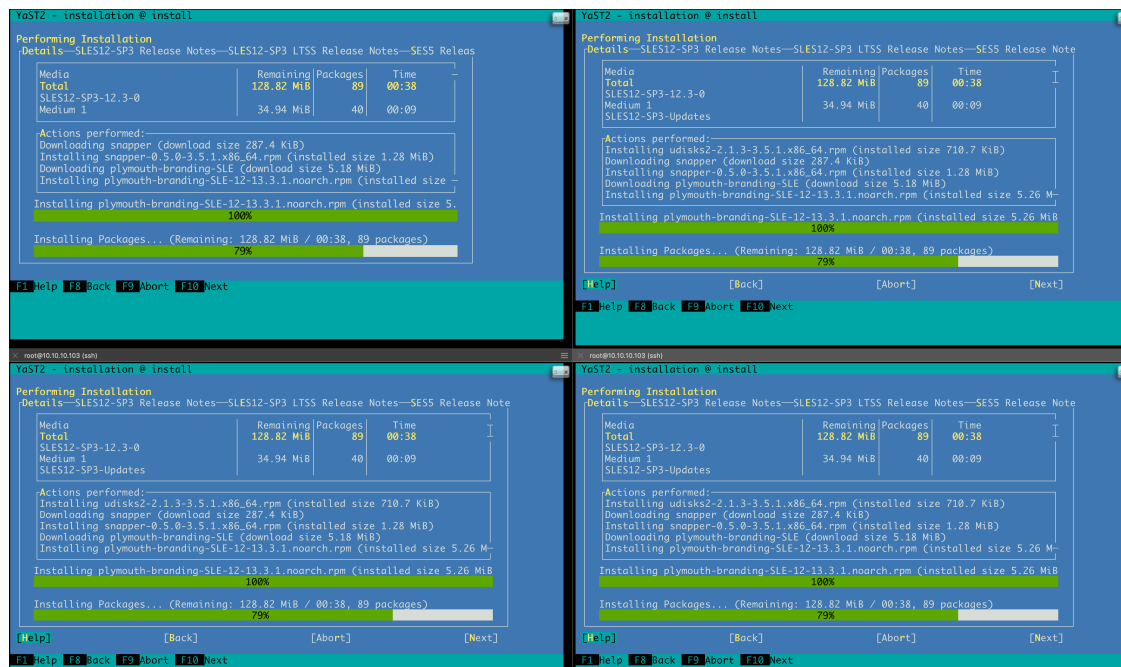 YaST2 - installation @ install
Performing Installation
Details—SLES12-SP3 Release Notes—SLES12-SP3 LTSS Release Notes—SES5 Releas
Media Remaining Packages Time
Total 128.82 MiB 89 00:38
SLES12-SP3-12.3-0
Medium 1 34.94 MiB 40 00:09
Actions performed:
Downloading snapper (download size 287.4 KiB)
Installing snapper-0.5.0-3.5.1.x86_64.rpm (installed size 1.28 MiB)
Downloading plymouth-branding-SLE (download size 5.18 MiB)
Installing plymouth-branding-SLE-12-13.3.1.noarch.rpm (installed size
Installing plymouth-branding-SLE-12-13.3.1.noarch.rpm (installed size 5.
100%
Installing Packages... (Remaining: 128.82 MiB / 00:38, 89 packages)
79%
F1 Help F8 Back F9 Abort F10 Next
YaST2 - installation @ install
Performing Installation
Details—SLES12-SP3 Release Notes—SLES12-SP3 LTSS Release Notes—SES5 Release Note
Media Remaining Packages Time
Total 128.82 MiB 89 00:38
SLES12-SP3-12.3-0
Medium 1 34.94 MiB 40 00:09
SLES12-SP3-Updates
Actions performed:
Installing udisks2-2.1.3-3.5.1.x86_64.rpm (installed size 710.7 KiB)
Downloading snapper (download size 287.4 KiB)
Installing snapper-0.5.0-3.5.1.x86_64.rpm (installed size 1.28 MiB)
Downloading plymouth-branding-SLE (download size 5.18 MiB)
Installing plymouth-branding-SLE-12-13.3.1.noarch.rpm (installed size 5.26 M
Installing plymouth-branding-SLE-12-13.3.1.noarch.rpm (installed size 5.26 MiB
100%
Installing Packages... (Remaining: 128.82 MiB / 00:38, 89 packages)
79%
[Help] [Back] [Abort] [Next]
F1 Help F8 Back F9 Abort F10 Next
root@10.10.10.103 (ssh)
YaST2 - installation @ install
Performing Installation
Details—SLES12-SP3 Release Notes—SLES12-SP3 LTSS Release Notes—SES5 Release Note
Media Remaining Packages Time
Total 128.82 MiB 89 00:38
SLES12-SP3-12.3-0
Medium 1 34.94 MiB 40 00:09
SLES12-SP3-Updates
Actions performed:
Installing udisks2-2.1.3-3.5.1.x86_64.rpm (installed size 710.7 KiB)
Downloading snapper (download size 287.4 KiB)
Installing snapper-0.5.0-3.5.1.x86_64.rpm (installed size 1.28 MiB)
Downloading plymouth-branding-SLE (download size 5.18 MiB)
Installing plymouth-branding-SLE-12-13.3.1.noarch.rpm (installed size 5.26 M
Installing plymouth-branding-SLE-12-13.3.1.noarch.rpm (installed size 5.26 MiB
100%
Installing Packages... (Remaining: 128.82 MiB / 00:38, 89 packages)
79%
[Help] [Back] [Abort] [Next]
F1 Help F8 Back F9 Abort F10 Next
root@10.10.10.103 (ssh)
YaST2 - installation @ install
Performing Installation
Details—SLES12-SP3 Release Notes—SLES12-SP3 LTSS Release Notes—SES5 Release Note
Media Remaining Packages Time
Total 128.82 MiB 89 00:38
SLES12-SP3-12.3-0
Medium 1 34.94 MiB 40 00:09
SLES12-SP3-Updates
Actions performed:
Installing udisks2-2.1.3-3.5.1.x86_64.rpm (installed size 710.7 KiB)
Downloading snapper (download size 287.4 KiB)
Installing snapper-0.5.0-3.5.1.x86_64.rpm (installed size 1.28 MiB)
Downloading plymouth-branding-SLE (download size 5.18 MiB)
Installing plymouth-branding-SLE-12-13.3.1.noarch.rpm (installed size 5.26 M
Installing plymouth-branding-SLE-12-13.3.1.noarch.rpm (installed size 5.26 MiB
100%
Installing Packages... (Remaining: 128.82 MiB / 00:38, 89 packages)
79%
[Help] [Back] [Abort] [Next]
F1 Help F8 Back F9 Abort F10 Next